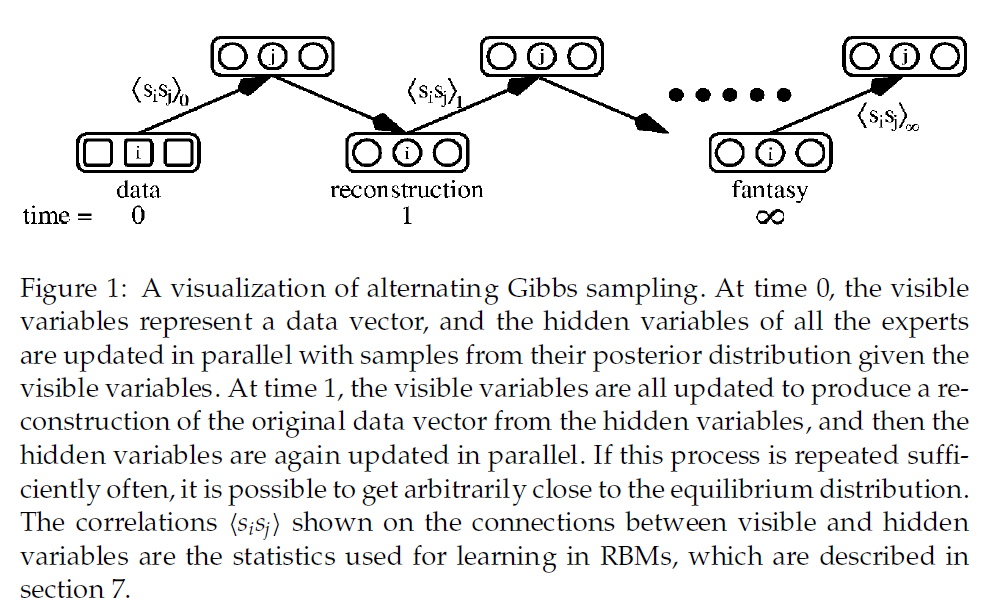 j j j
⟨sᵢsⱼ⟩₀ ⟨sᵢsⱼ⟩₁ ⟨sᵢsⱼ⟩∞
i i i
data reconstruction fantasy
time = 0 1 ∞
Figure 1: A visualization of alternating Gibbs sampling. At time 0, the visible
variables represent a data vector, and the hidden variables of all the experts
are updated in parallel with samples from their posterior distribution given the
visible variables. At time 1, the visible variables are all updated to produce a re-
construction of the original data vector from the hidden variables, and then the
hidden variables are again updated in parallel. If this process is repeated suffi-
ciently often, it is possible to get arbitrarily close to the equilibrium distribution.
The correlations ⟨sᵢsⱼ⟩ shown on the connections between visible and hidden
variables are the statistics used for learning in RBMs, which are described in
section 7.